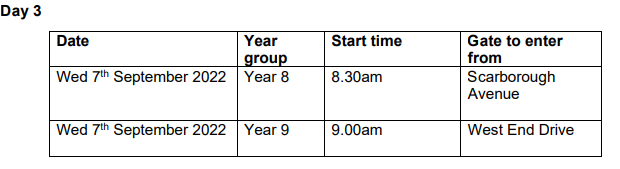 Day 3
Date Year group Start time Gate to enter from
Wed 7th September 2022 Year 8 8.30am Scarborough Avenue
Wed 7th September 2022 Year 9 9.00am West End Drive